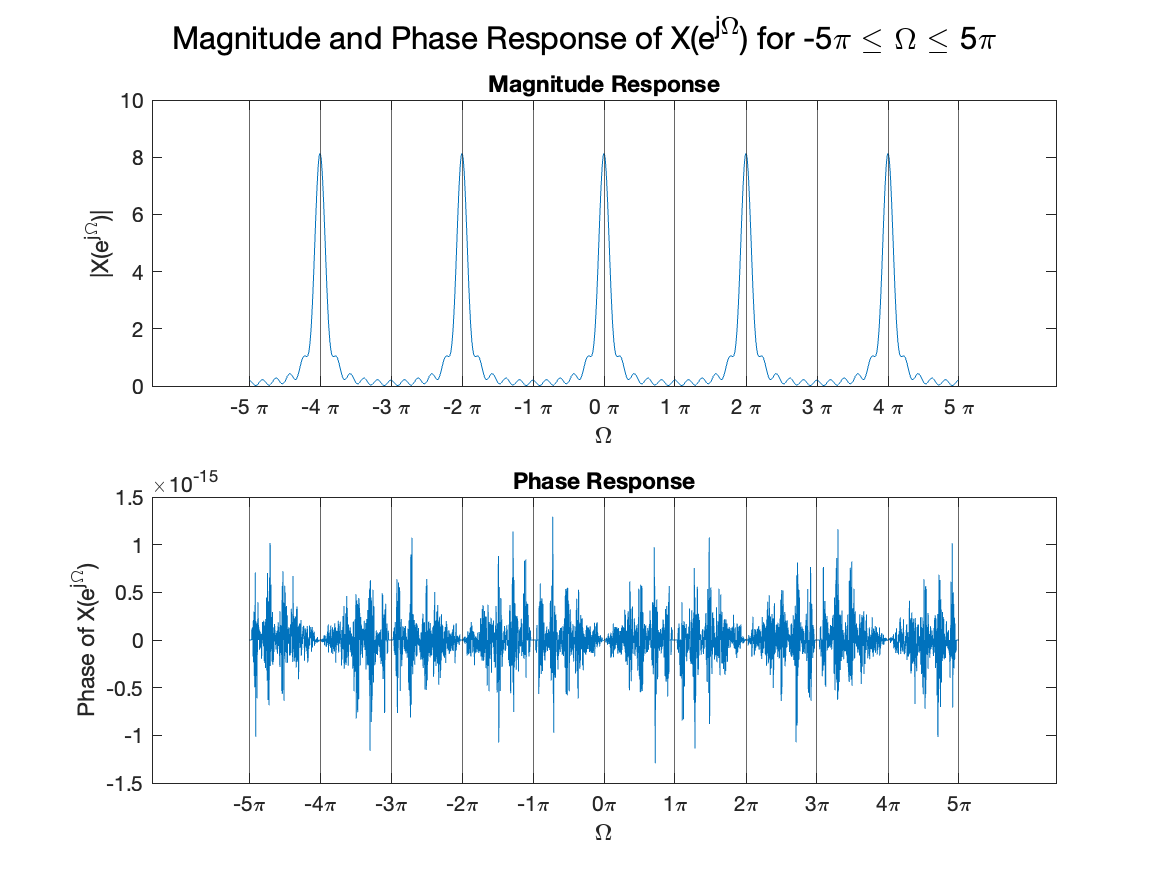 Magnitude and Phase Response of X(e^jΩ) for -5π ≤ Ω ≤ 5π
Magnitude Response
10
8
6
4
2
0
|X(e^jΩ)|
-5 π -4 π -3 π -2 π -1 π 0 π 1 π 2 π 3 π 4 π 5 π
Ω
Phase Response
×10^-15
1.5
1
0.5
0
-0.5
-1
-1.5
Phase of X(e^jΩ)
-5π -4π -3π -2π -1π 0π 1π 2π 3π 4π 5π
Ω